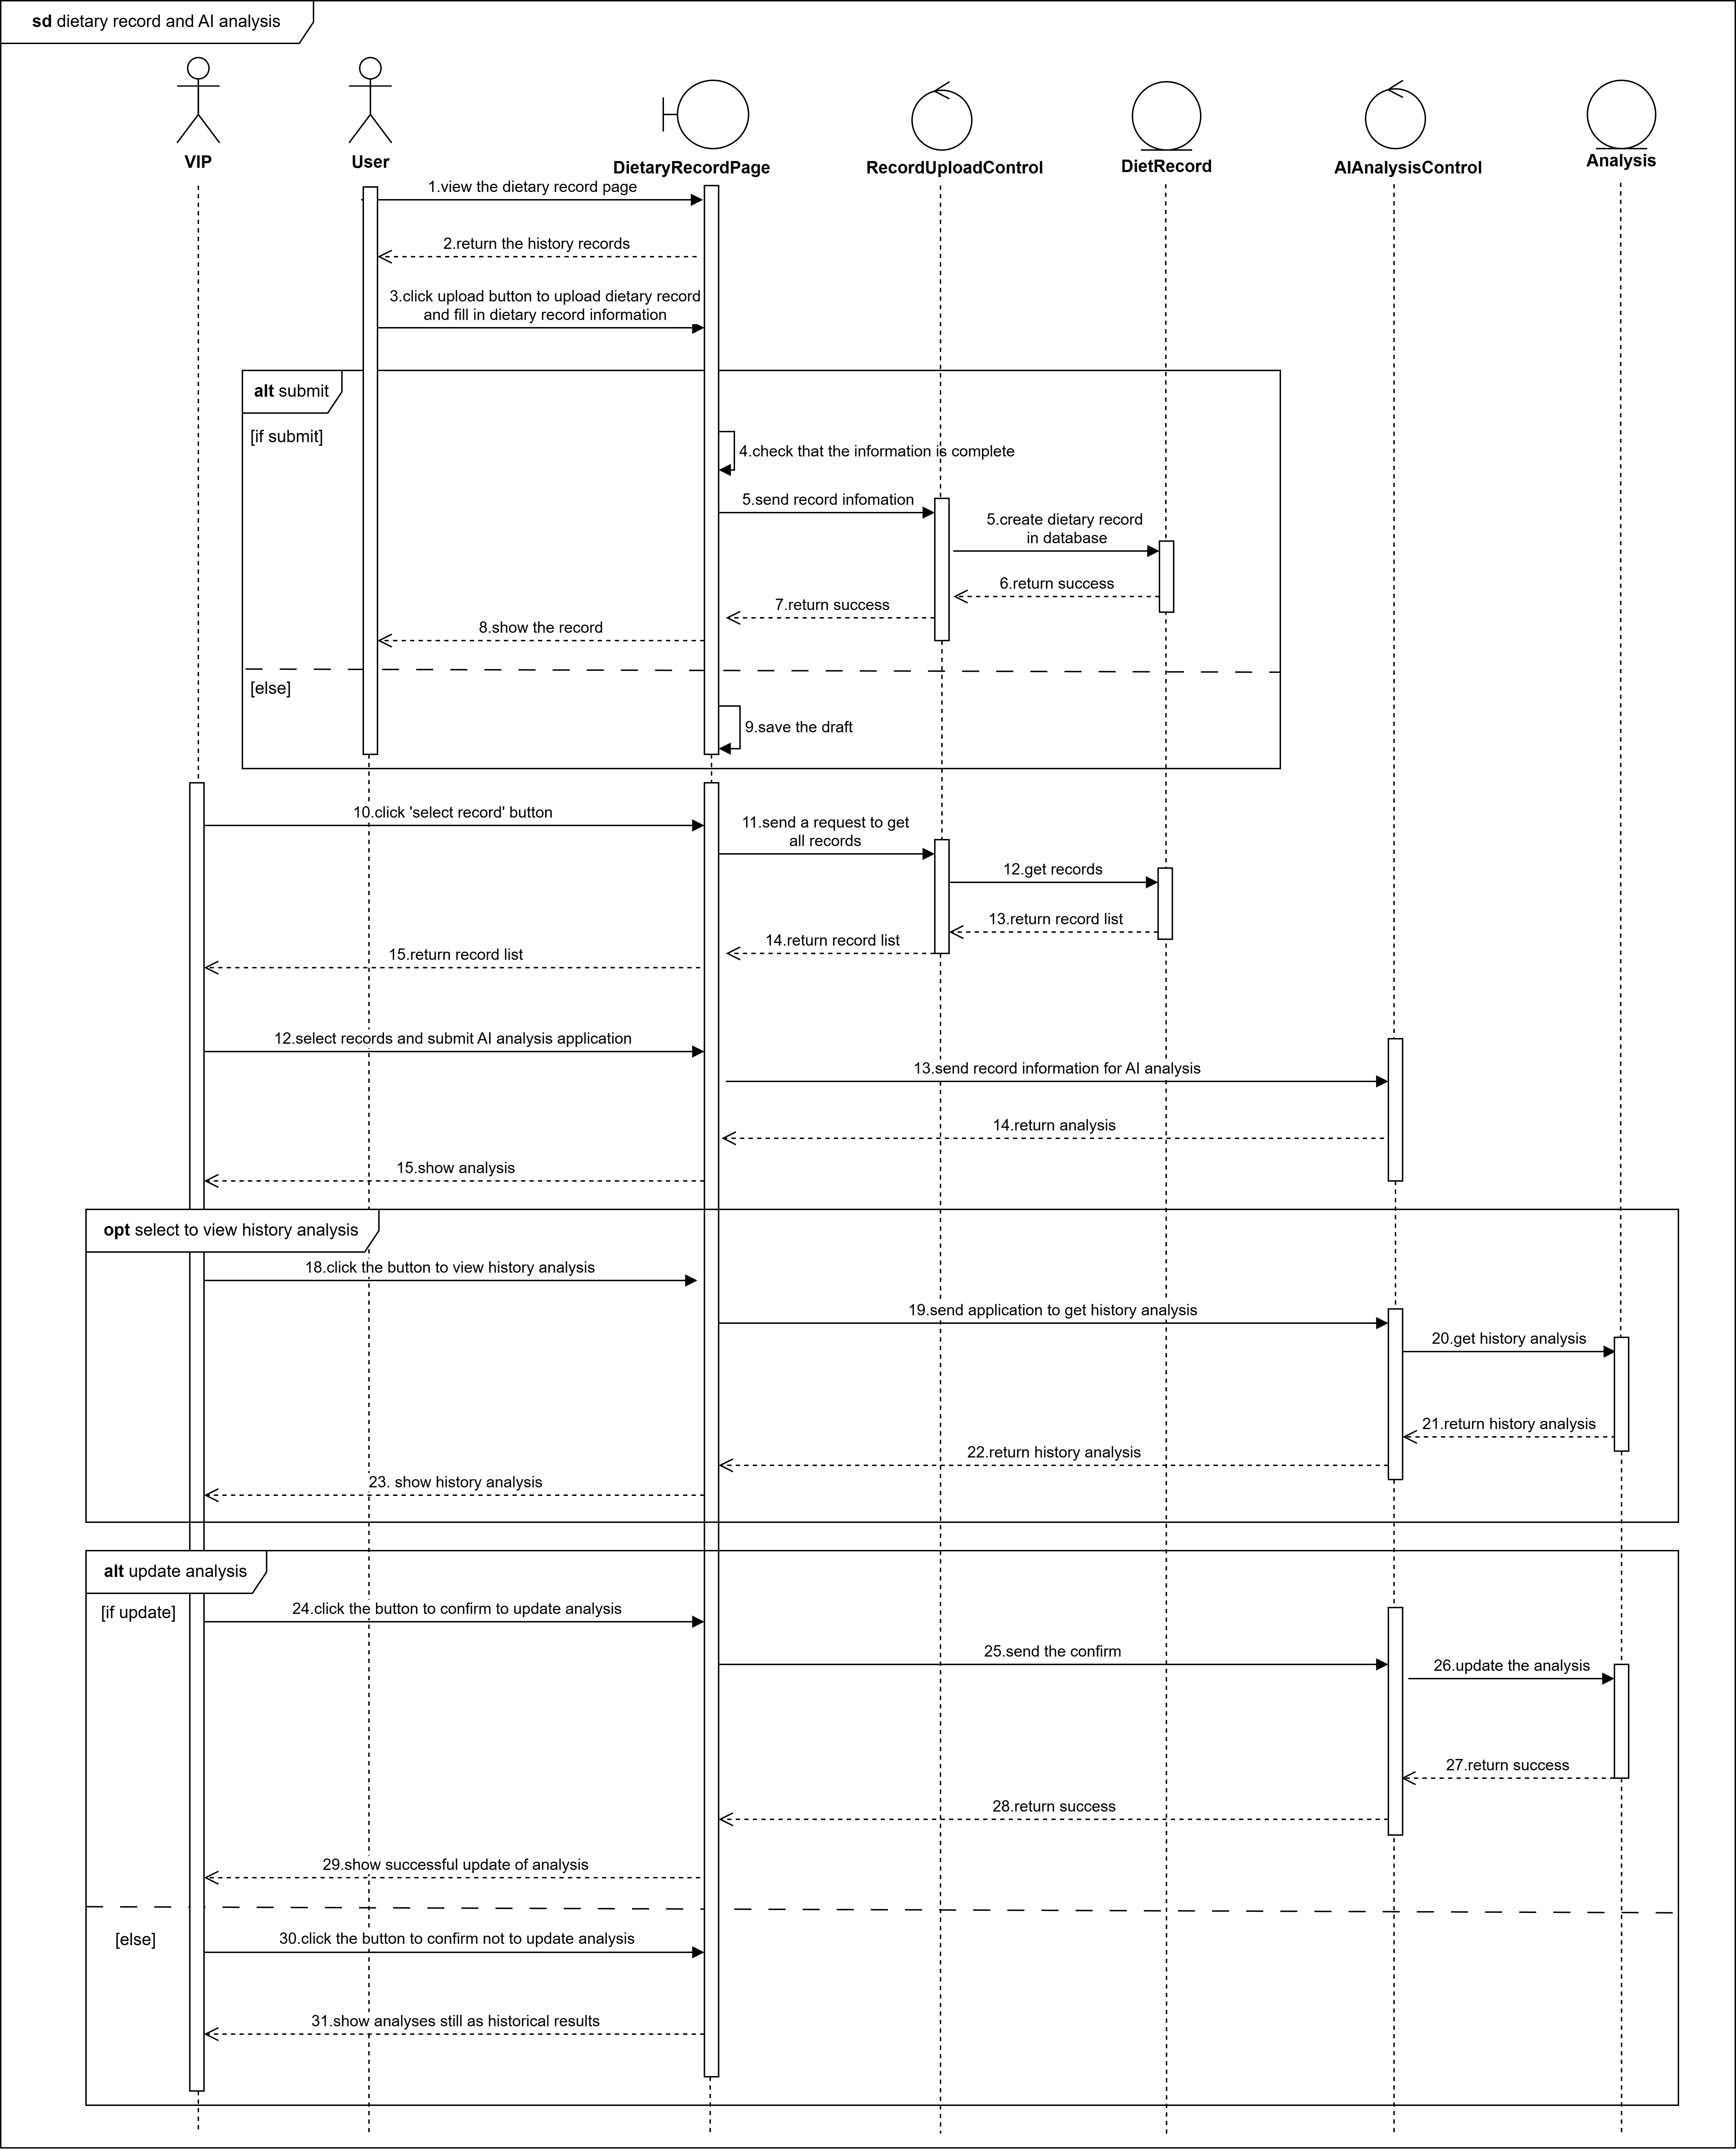 sd dietary record and AI analysis
VIP
User
DietaryRecordPage
RecordUploadControl
DietRecord
AIAnalysisControl
Analysis
1.view the dietary record page
2.return the history records
3.click upload button to upload dietary record
and fill in dietary record information
alt submit
[if submit]
4.check that the information is complete
5.send record infomation
5.create dietary record
in database
6.return success
7.return success
8.show the record
[else]
9.save the draft
10.click 'select record' button
11.send a request to get
all records
12.get records
13.return record list
14.return record list
15.return record list
12.select records and submit AI analysis application
13.send record information for AI analysis
14.return analysis
15.show analysis
opt select to view history analysis
18.click the button to view history analysis
19.send application to get history analysis
20.get history analysis
21.return history analysis
22.return history analysis
23. show history analysis
alt update analysis
[if update]
24.click the button to confirm to update analysis
25.send the confirm
26.update the analysis
27.return success
28.return success
29.show successful update of analysis
[else]
30.click the button to confirm not to update analysis
31.show analyses still as historical results